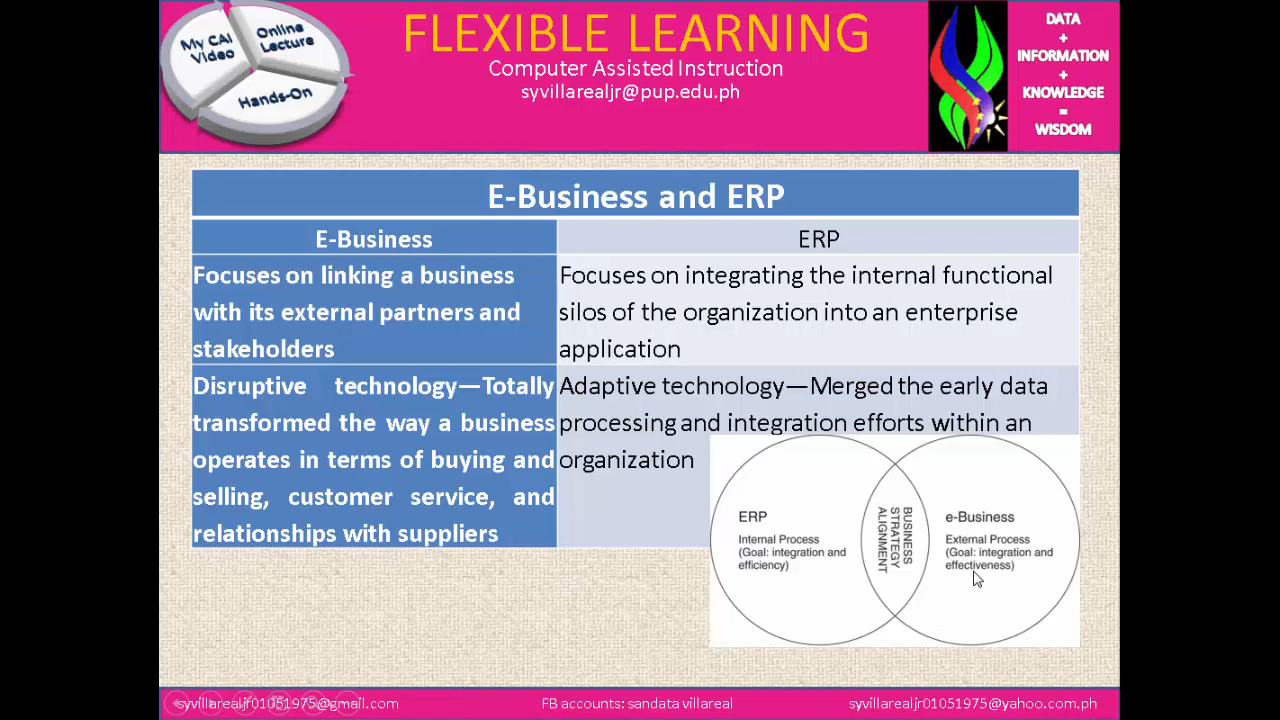 My CAI
Video
Online
Lecture
Hands-On
FLEXIBLE LEARNING
Computer Assisted Instruction
syvillarealjr@pup.edu.ph
DATA
+
INFORMATION
+
KNOWLEDGE
=
WISDOM
E-Business and ERP
E-Business
ERP
Focuses on linking a business
with its external partners and
stakeholders
Focuses on integrating the internal functional
silos of the organization into an enterprise
application
Disruptive technology—Totally
transformed the way a business
operates in terms of buying and
selling, customer service, and
relationships with suppliers
Adaptive technology—Merged the early data
processing and integration efforts within an
organization
ERP
Internal Process
(Goal: integration and
efficiency)
BUSINESS
STRATEGY
ALIGNMENT
e-Business
External Process
(Goal: integration and
effectiveness)
syvillarealjr01051975@gmail.com
FB accounts: sandata villareal
syvillarealjr01051975@yahoo.com.ph